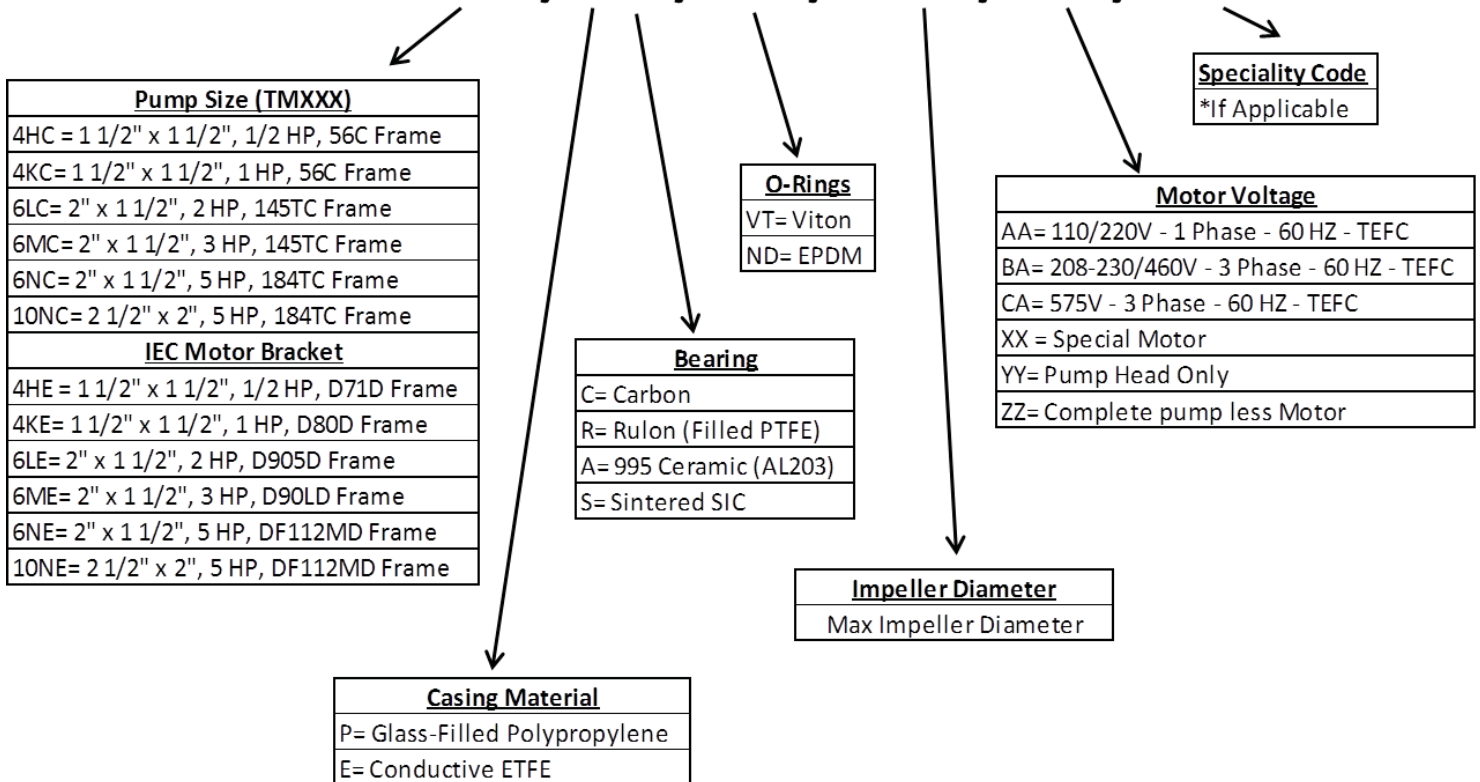 Pump Size (TMXXX)
4HC = 1 1/2" x 1 1/2", 1/2 HP, 56C Frame
4KC= 1 1/2" x 1 1/2", 1 HP, 56C Frame
6LC= 2" x 1 1/2", 2 HP, 145TC Frame
6MC= 2" x 1 1/2", 3 HP, 145TC Frame
6NC= 2" x 1 1/2", 5 HP, 184TC Frame
10NC= 2 1/2" x 2", 5 HP, 184TC Frame
IEC Motor Bracket
4HE = 1 1/2" x 1 1/2", 1/2 HP, D71D Frame
4KE= 1 1/2" x 1 1/2", 1 HP, D80D Frame
6LE= 2" x 1 1/2", 2 HP, D905D Frame
6ME= 2" x 1 1/2", 3 HP, D90LD Frame
6NE= 2" x 1 1/2", 5 HP, DF112MD Frame
10NE= 2 1/2" x 2", 5 HP, DF112MD Frame
Casing Material
P= Glass-Filled Polypropylene
E= Conductive ETFE
Bearing
C= Carbon
R= Rulon (Filled PTFE)
A= 995 Ceramic (AL203)
S= Sintered SIC
O-Rings
VT= Viton
ND= EPDM
Impeller Diameter
Max Impeller Diameter
Motor Voltage
AA= 110/220V - 1 Phase - 60 HZ - TEFC
BA= 208-230/460V - 3 Phase - 60 HZ - TEFC
CA= 575V - 3 Phase - 60 HZ - TEFC
XX = Special Motor
YY= Pump Head Only
ZZ= Complete pump less Motor
Speciality Code
*If Applicable